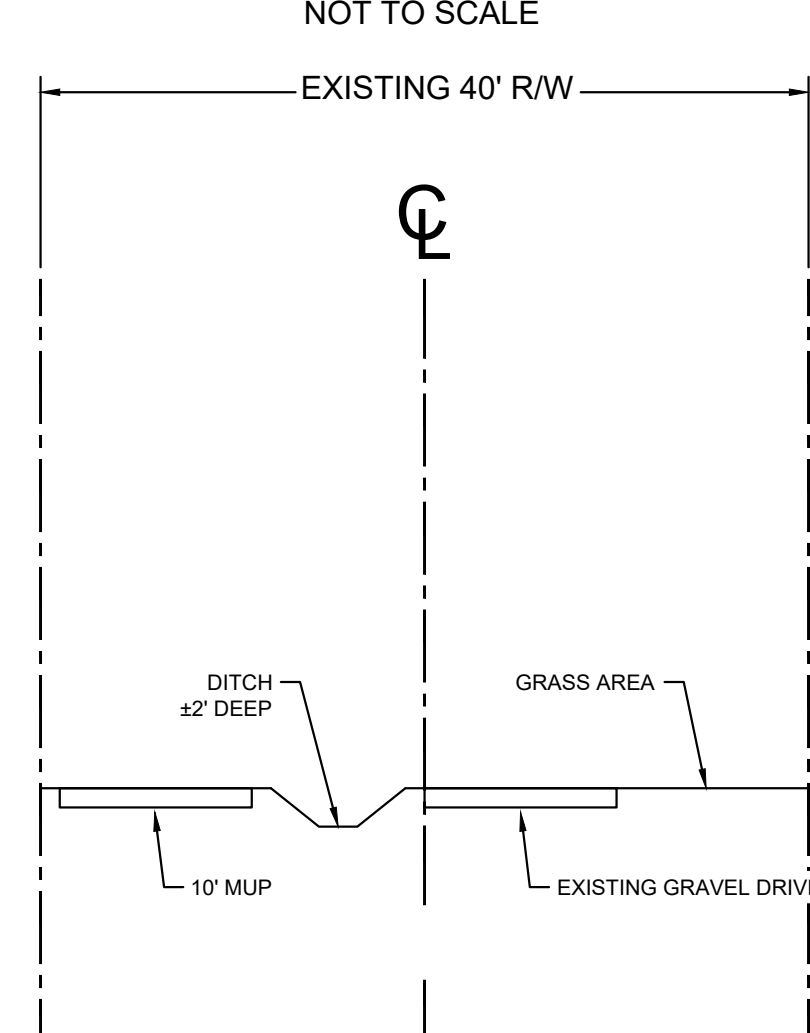 NOT TO SCALE
EXISTING 40' R/W
℄
DITCH
±2' DEEP
GRASS AREA
10' MUP
EXISTING GRAVEL DRIV